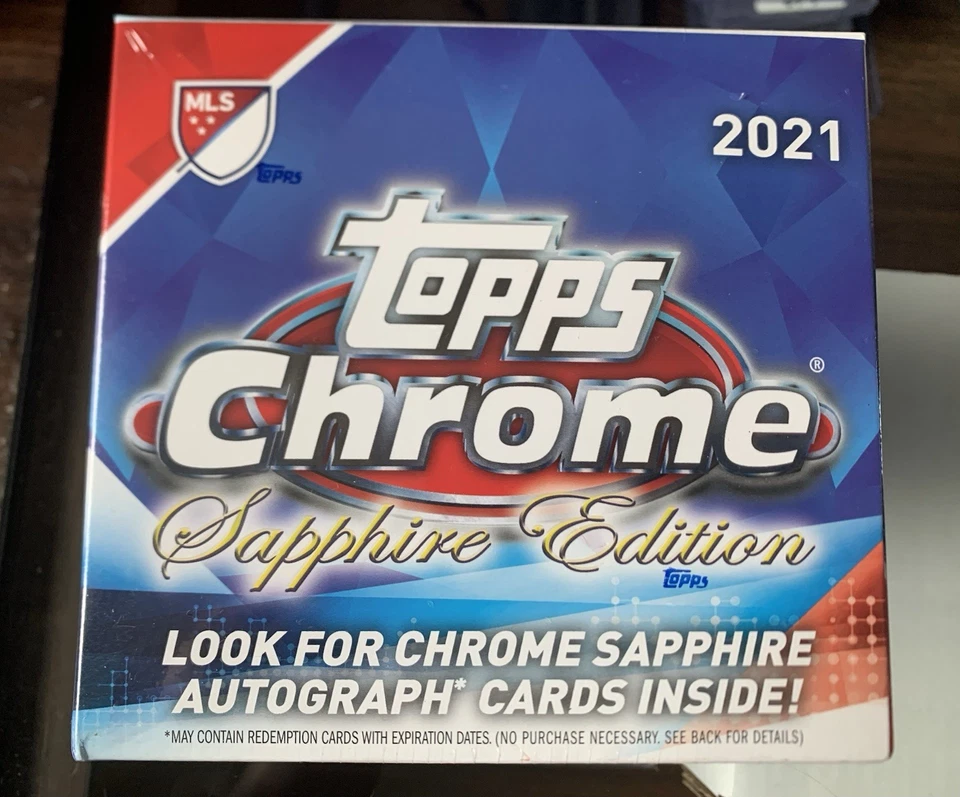 MLS
2021
Topps
Topps
Chrome®
Sapphire Edition
Topps
LOOK FOR CHROME SAPPHIRE
AUTOGRAPH* CARDS INSIDE!
*MAY CONTAIN REDEMPTION CARDS WITH EXPIRATION DATES. (NO PURCHASE NECESSARY. SEE BACK FOR DETAILS)